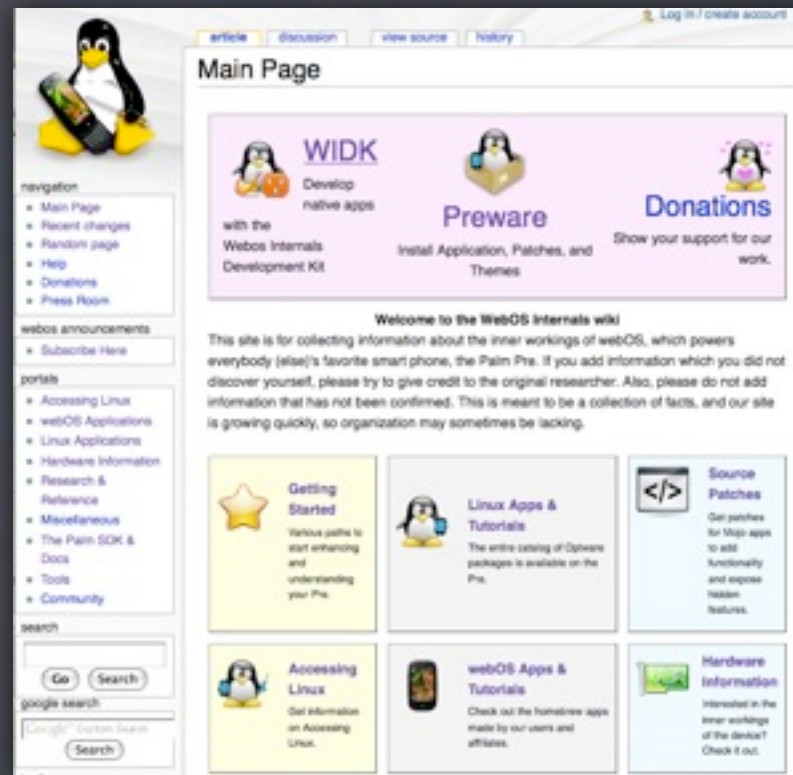 Log in / create account
article
discussion
view source
history
Main Page
WIDK
Develop
native apps
with the
Webos Internals
Development Kit
Preware
Install Application, Patches, and
Themes
Donations
Show your support for our
work.
navigation
Main Page
Recent changes
Random page
Help
Donations
Press Room
webos announcements
Subscribe Here
portals
Accessing Linux
webOS Applications
Linux Applications
Hardware Information
Research &
Reference
Miscellaneous
The Palm SDK &
Docs
Tools
Community
search
Go
Search
google search
Google™ Custom Search
Search
Welcome to the WebOS Internals wiki
This site is for collecting information about the inner workings of webOS, which powers
everybody (else)'s favorite smart phone, the Palm Pre. If you add information which you did not
discover yourself, please try to give credit to the original researcher. Also, please do not add
information that has not been confirmed. This is meant to be a collection of facts, and our site
is growing quickly, so organization may sometimes be lacking.
Getting
Started
Various paths to
start enhancing
and
understanding
your Pre.
Linux Apps &
Tutorials
The entire catalog of Optware
packages is available on the
Pre.
Source
Patches
Get patches
for Mojo apps
to add
functionality
and expose
hidden
features.
Accessing
Linux
Get information
on Accessing
Linux.
webOS Apps &
Tutorials
Check out the homebrew apps
made by our users and
affiliates.
Hardware
Information
Interested in the
inner workings
of the device?
Check it out.